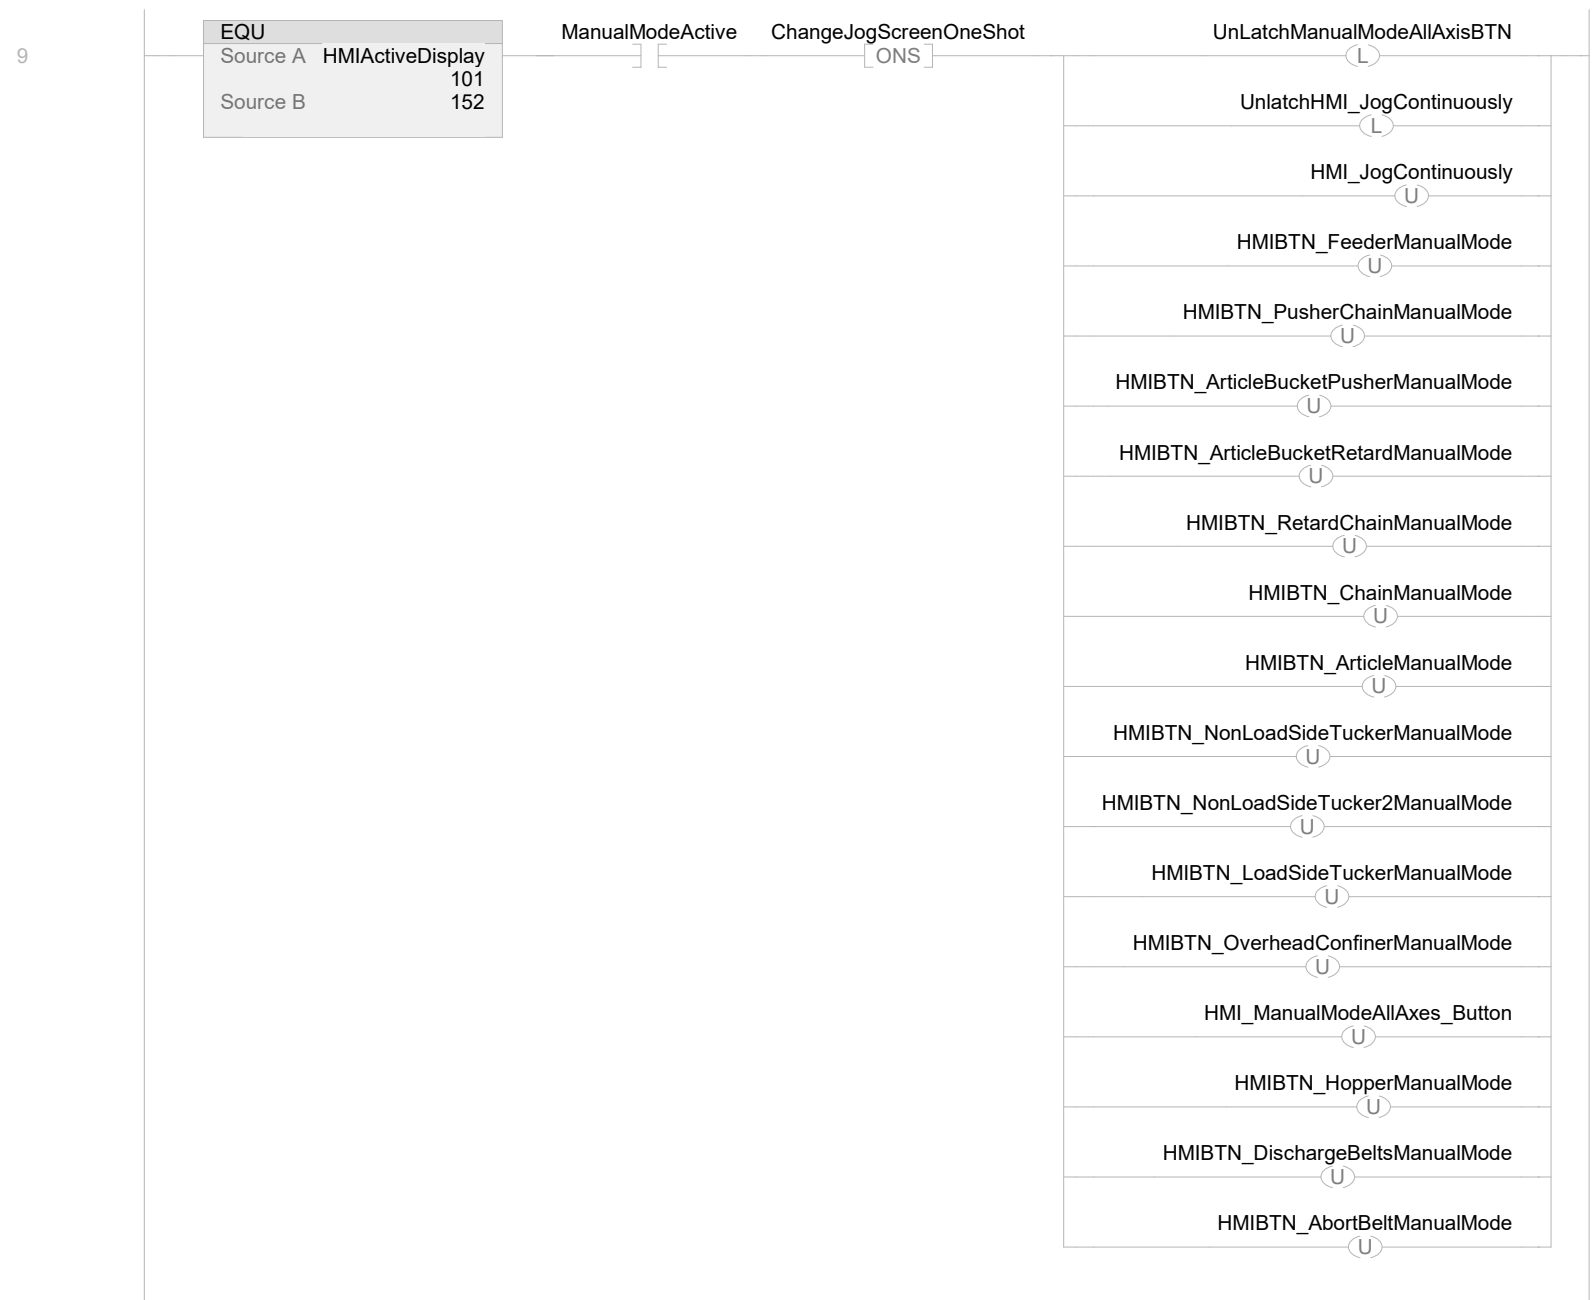 EQU ManualModeActive ChangeJogScreenOneShot UnLatchManualModeAllAxisBTN
9 Source A HMIActiveDisplay ONS L
101
Source B 152 UnlatchHMI_JogContinuously
L
HMI_JogContinuously
U
HMIBTN_FeederManualMode
U
HMIBTN_PusherChainManualMode
U
HMIBTN_ArticleBucketPusherManualMode
U
HMIBTN_ArticleBucketRetardManualMode
U
HMIBTN_RetardChainManualMode
U
HMIBTN_ChainManualMode
U
HMIBTN_ArticleManualMode
U
HMIBTN_NonLoadSideTuckerManualMode
U
HMIBTN_NonLoadSideTucker2ManualMode
U
HMIBTN_LoadSideTuckerManualMode
U
HMIBTN_OverheadConfinerManualMode
U
HMI_ManualModeAllAxes_Button
U
HMIBTN_HopperManualMode
U
HMIBTN_DischargeBeltsManualMode
U
HMIBTN_AbortBeltManualMode
U